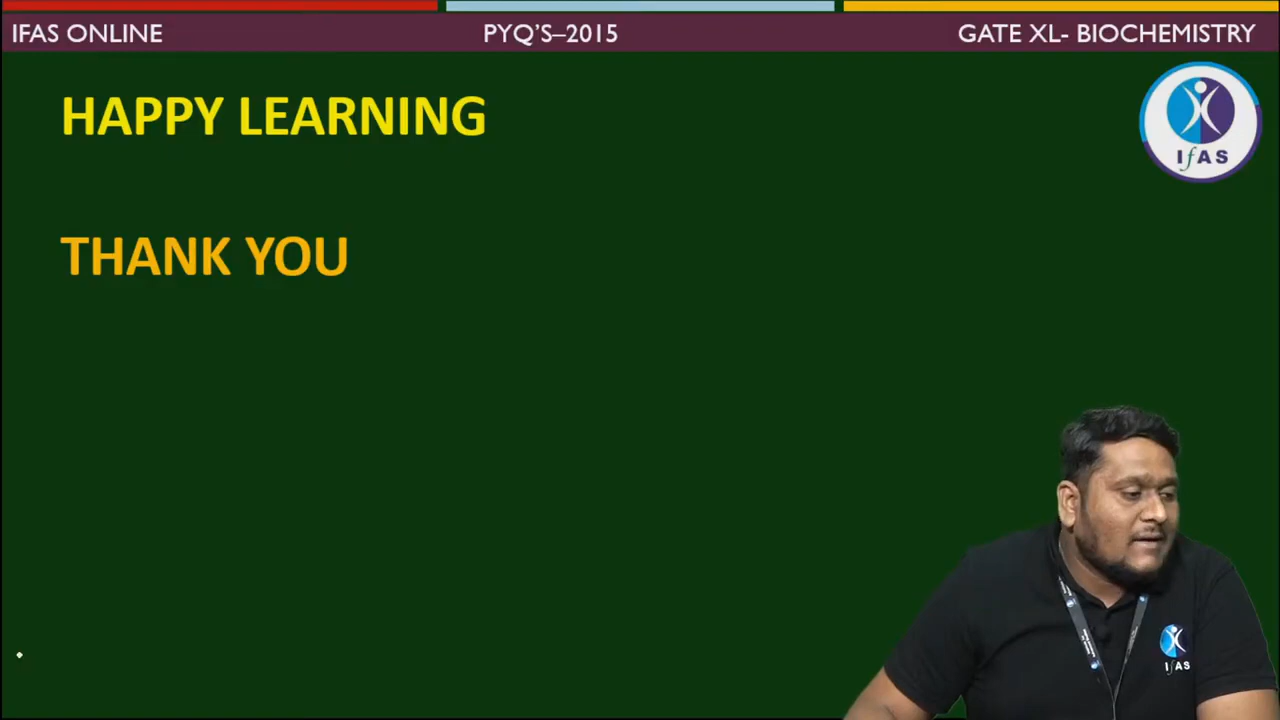 IFAS ONLINE
PYQ'S–2015
GATE XL- BIOCHEMISTRY
HAPPY LEARNING
IfAS
THANK YOU
IfAS